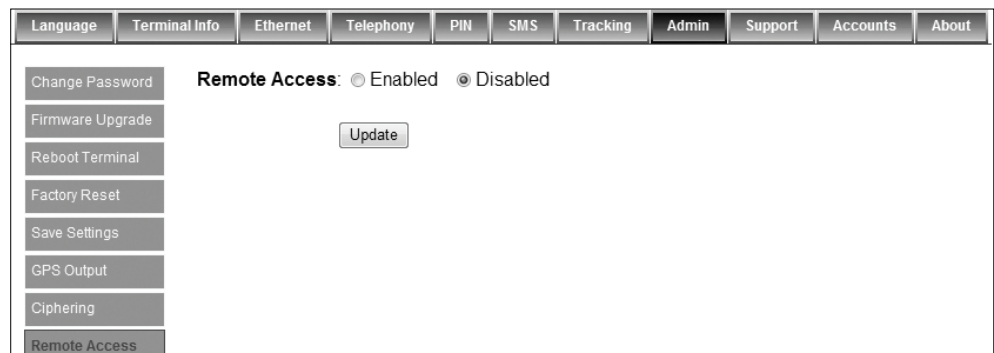 Language Terminal Info Ethernet Telephony PIN SMS Tracking Admin Support Accounts About
Change Password
Remote Access: Enabled Disabled
Firmware Upgrade
Update
Reboot Terminal
Factory Reset
Save Settings
GPS Output
Ciphering
Remote Access